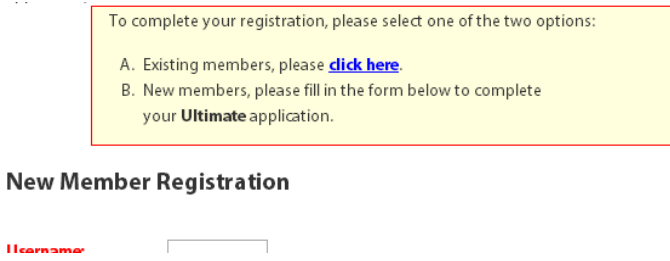 To complete your registration, please select one of the two options:
A. Existing members, please click here.
B. New members, please fill in the form below to complete
your Ultimate application.
New Member Registration
Username: